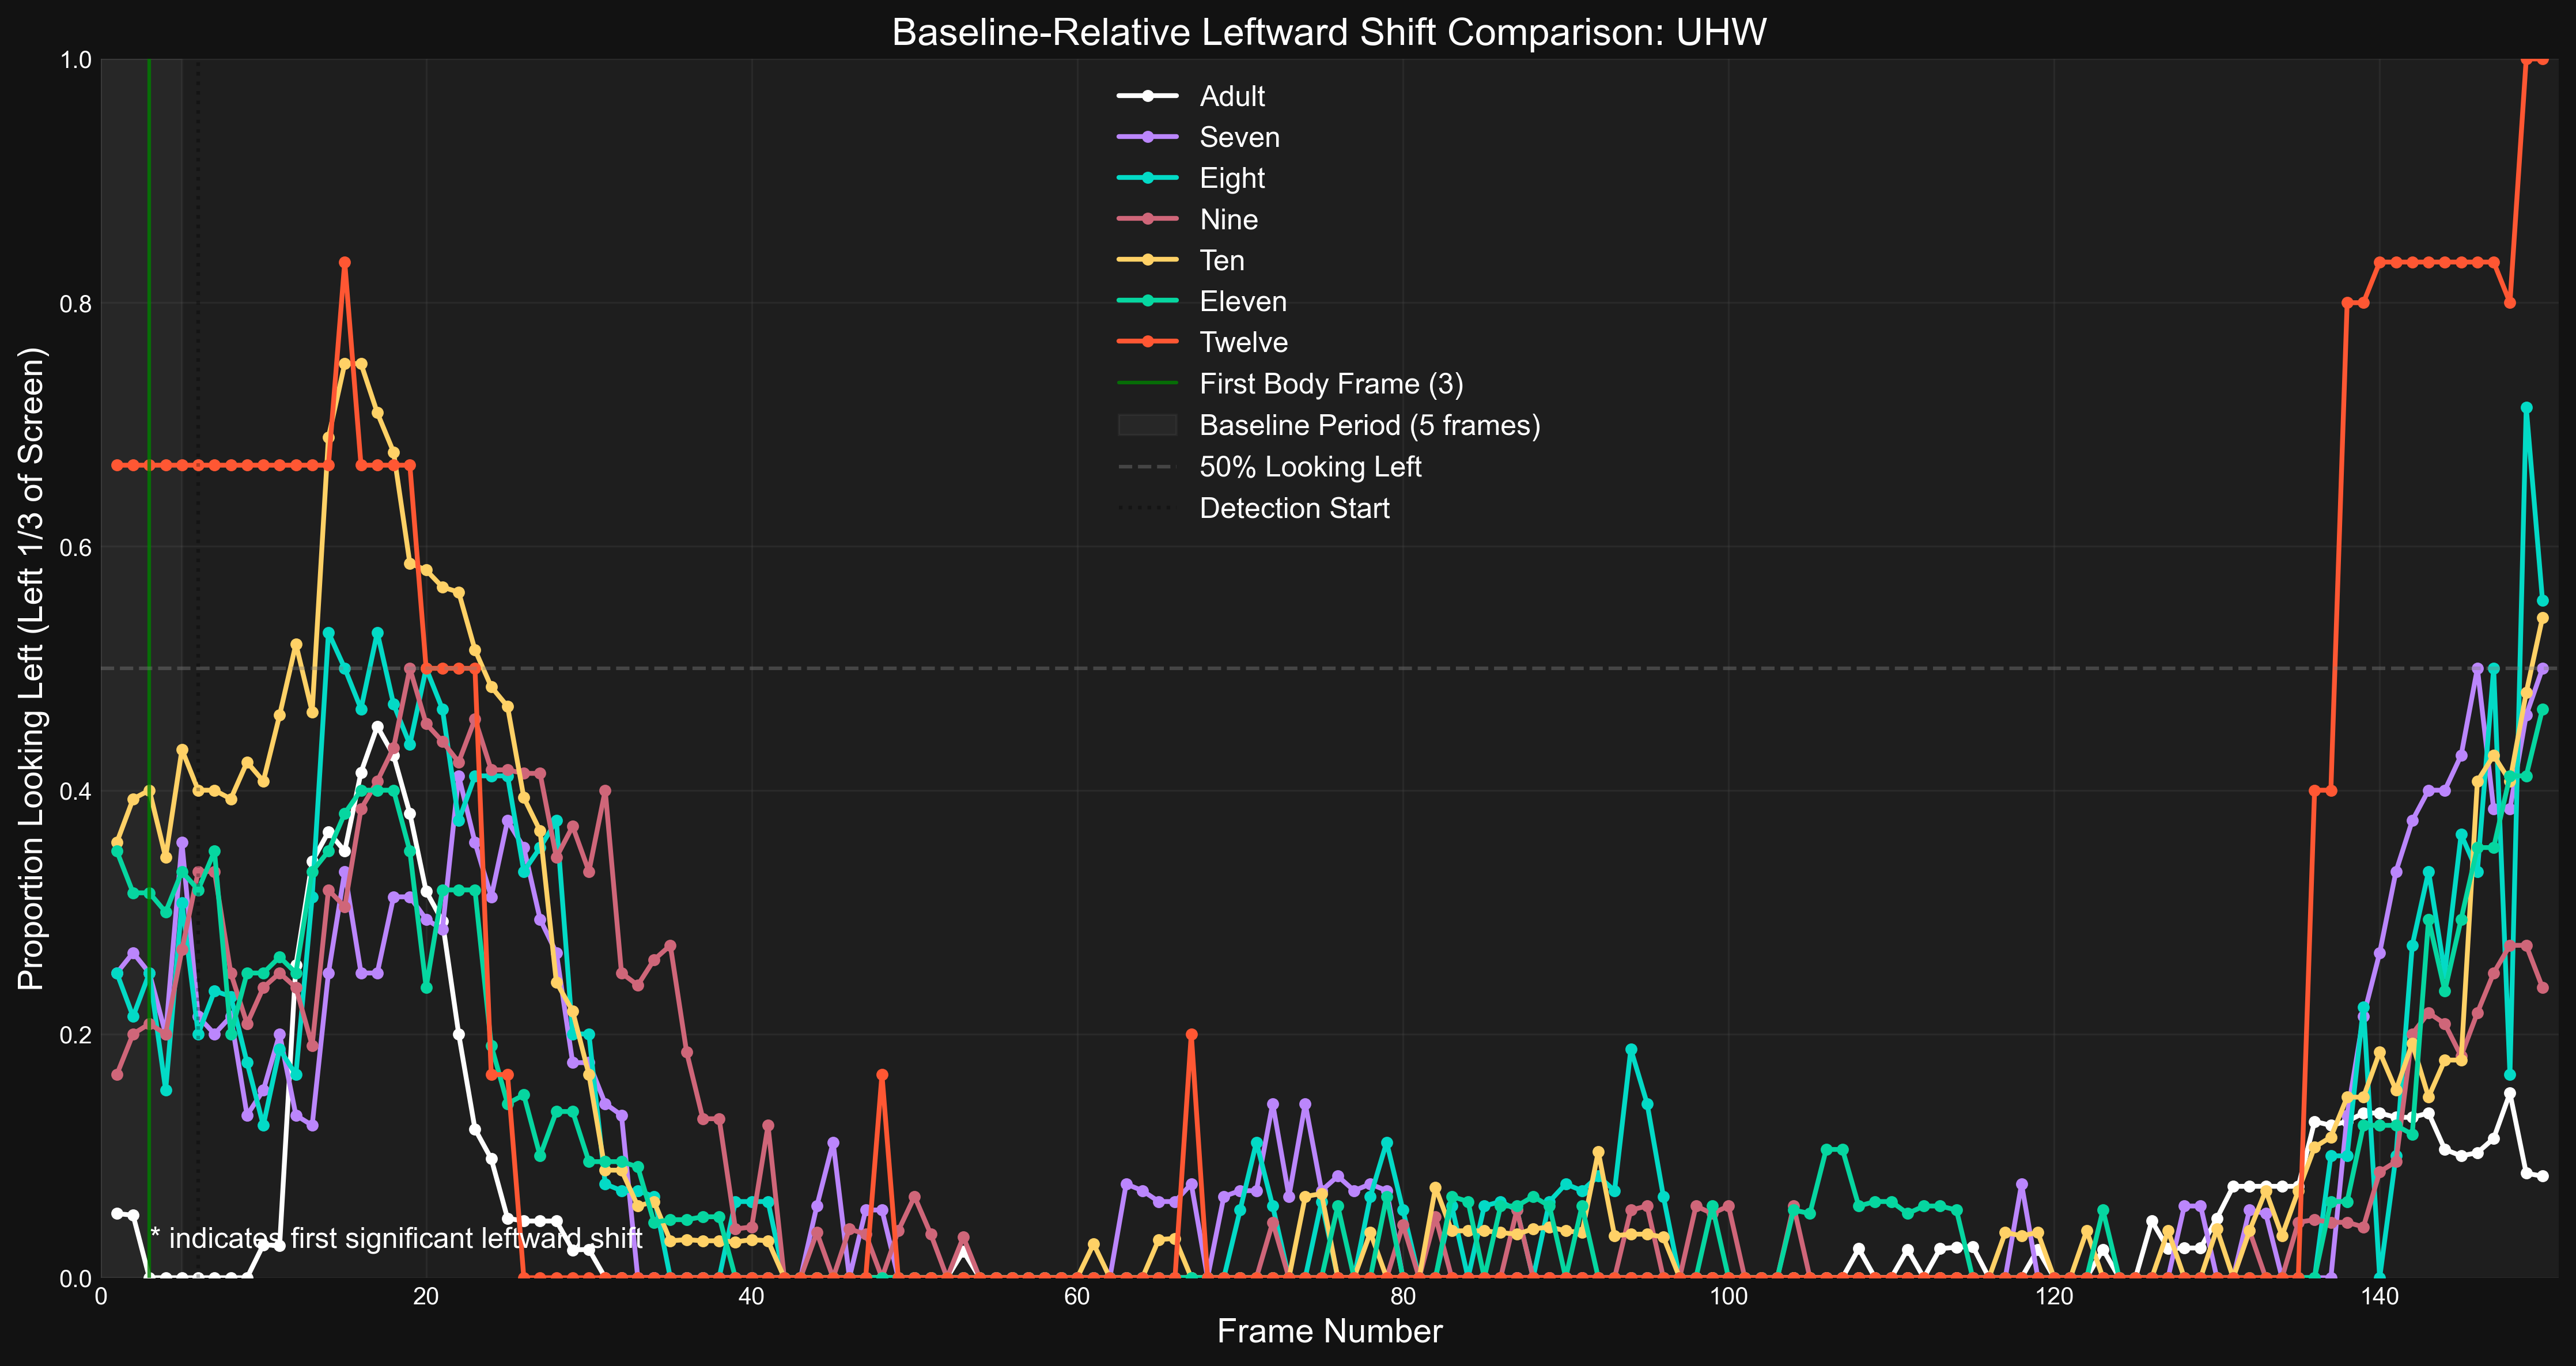 Baseline-Relative Leftward Shift Comparison: UHW
Proportion Looking Left (Left 1/3 of Screen)
1.0
0.8
0.6
0.4
0.2
0.0
Adult
Seven
Eight
Nine
Ten
Eleven
Twelve
First Body Frame (3)
Baseline Period (5 frames)
50% Looking Left
Detection Start
* indicates first significant leftward shift
0 20 40 60 80 100 120 140
Frame Number